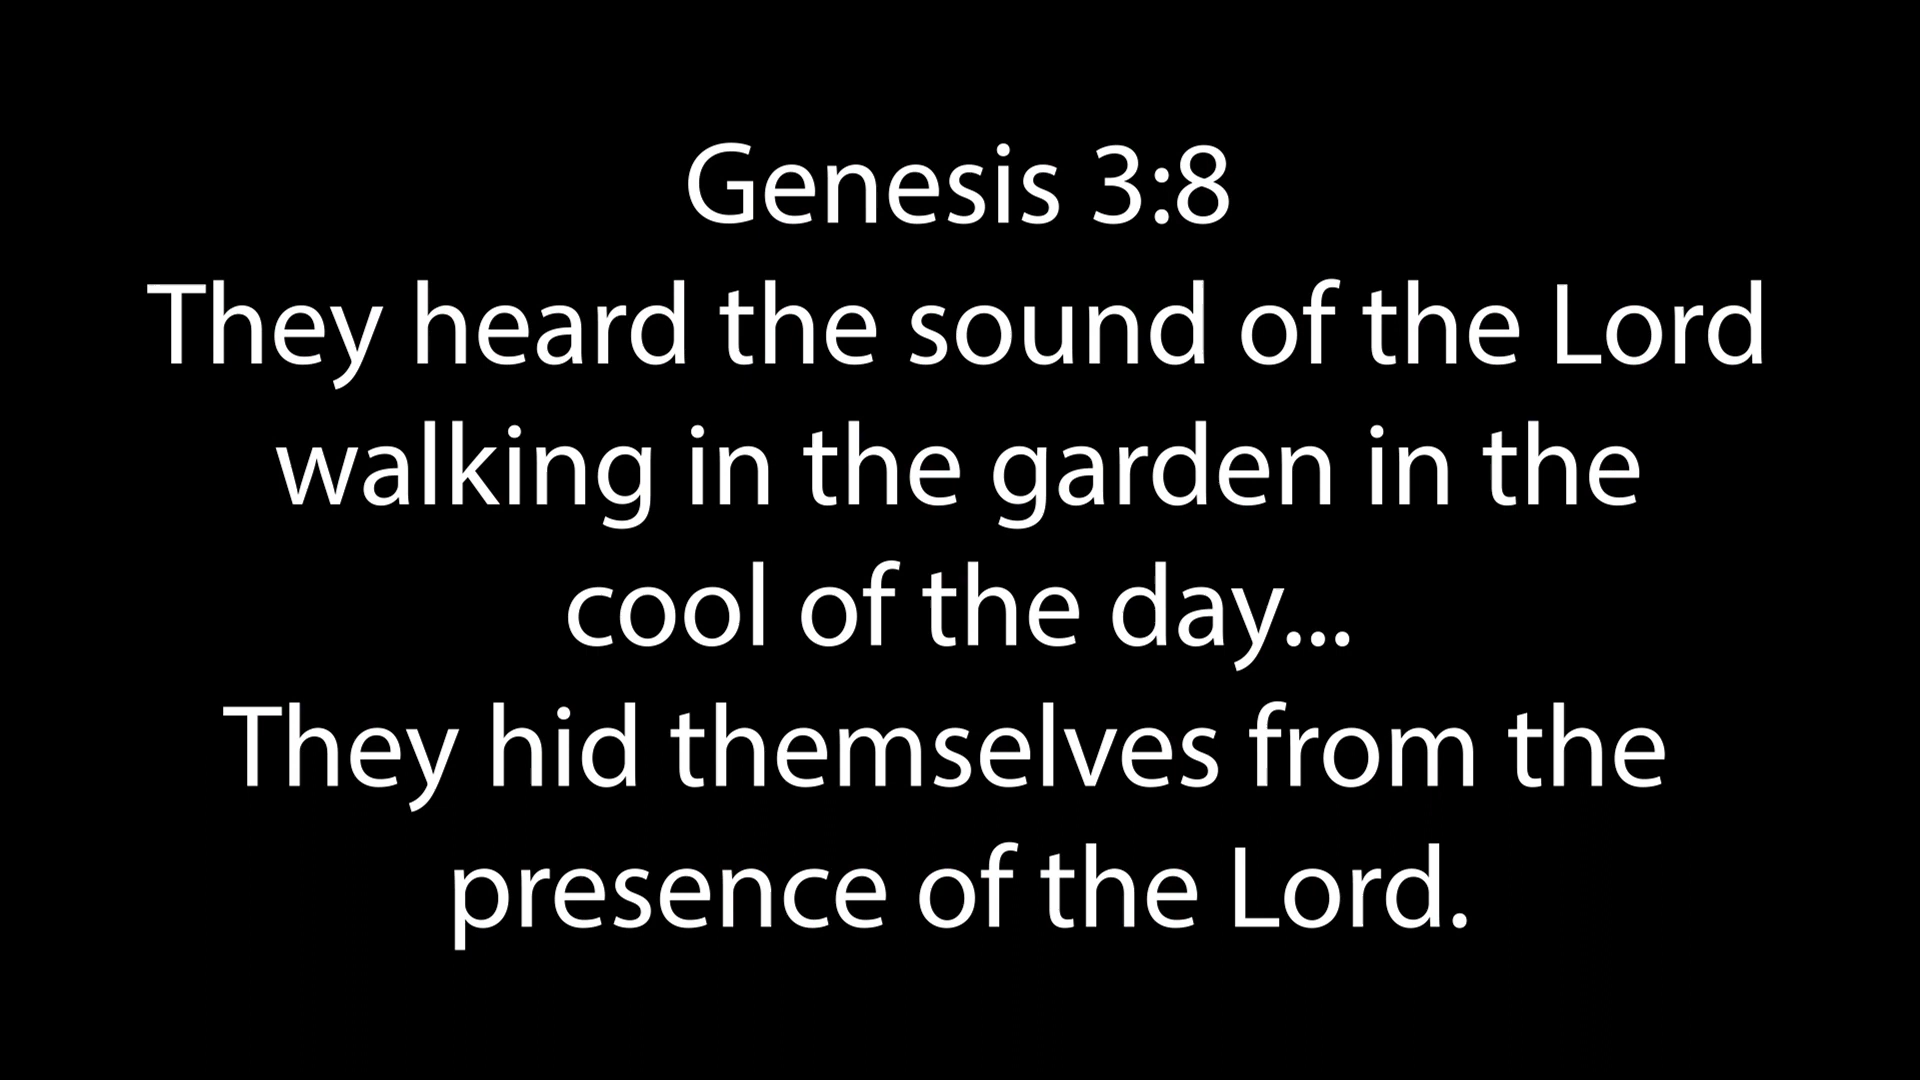 Genesis 3:8
They heard the sound of the Lord
walking in the garden in the
cool of the day...
They hid themselves from the
presence of the Lord.